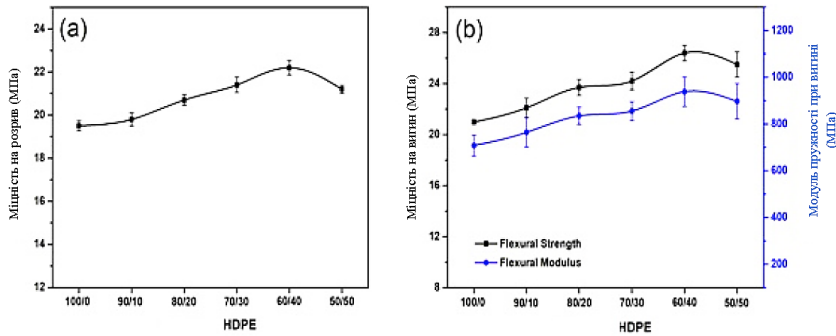 (a)
Міцність на розрив (МПа)
24
22
20
18
16
14
12
100/0 90/10 80/20 70/30 60/40 50/50
HDPE
(b)
Міцність на вигин (МПа)
28
24
20
16
12
8
Flexural Strength
Flexural Modulus
100/0 90/10 80/20 70/30 60/40 50/50
HDPE
1200
1000
800
600
400
200
Модуль пружності при вигині
(МПа)